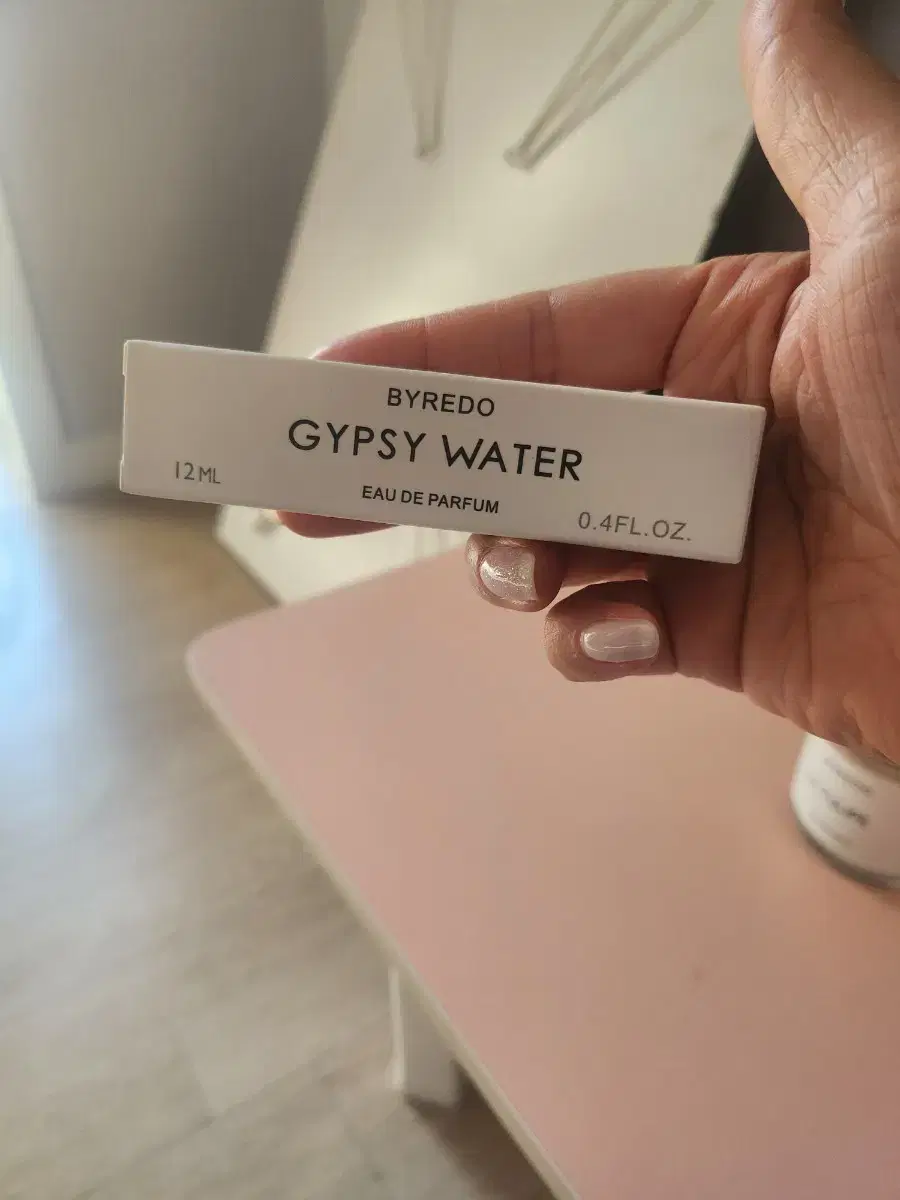 BYREDO
GYPSY WATER
12ML
EAU DE PARFUM
0.4FL.OZ.